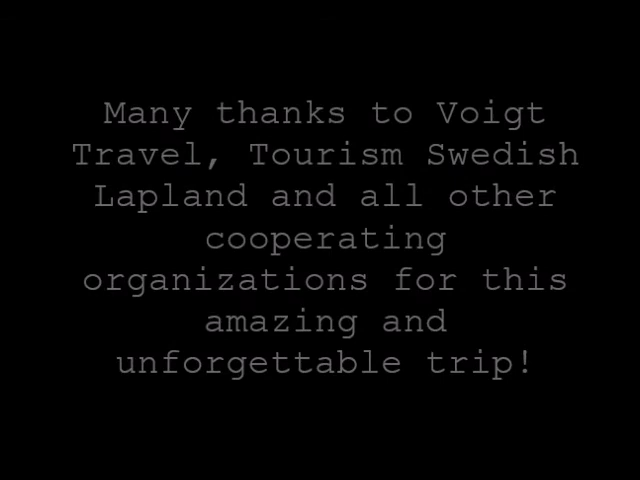 Many thanks to Voigt
Travel, Tourism Swedish
Lapland and all other
cooperating
organizations for this
amazing and
unforgettable trip!